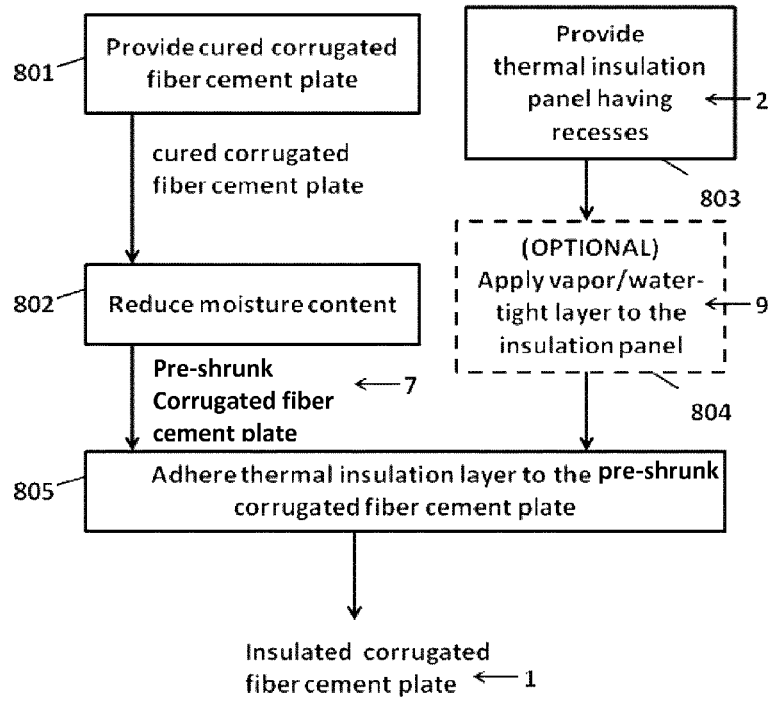 801
Provide cured corrugated
fiber cement plate
cured corrugated
fiber cement plate
802
Reduce moisture content
Pre-shrunk
Corrugated fiber
cement plate
7
Provide
thermal insulation
panel having
recesses
2
803
(OPTIONAL)
Apply vapor/water-
tight layer to the
insulation panel
9
804
805
Adhere thermal insulation layer to the pre-shrunk
corrugated fiber cement plate
Insulated corrugated
fiber cement plate
1